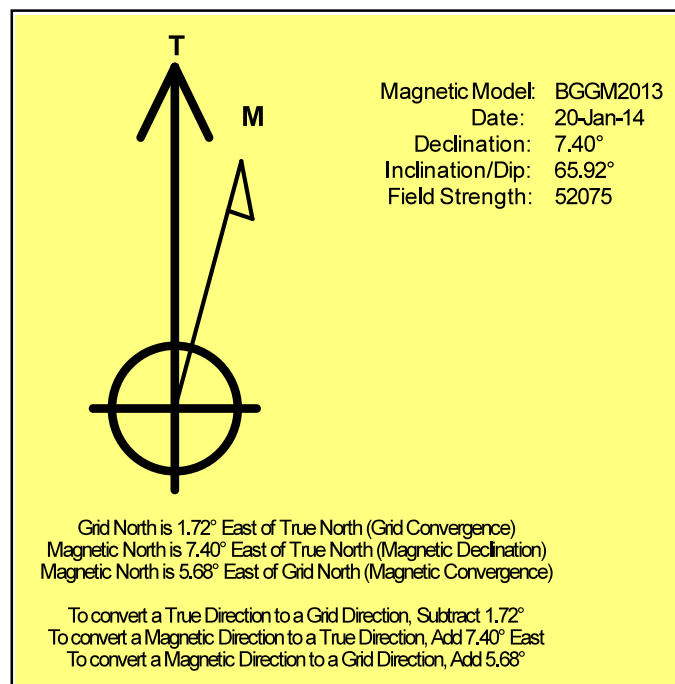 T
M
Magnetic Model: BGGM2013
Date: 20-Jan-14
Declination: 7.40°
Inclination/Dip: 65.92°
Field Strength: 52075
Grid North is 1.72° East of True North (Grid Convergence)
Magnetic North is 7.40° East of True North (Magnetic Declination)
Magnetic North is 5.68° East of Grid North (Magnetic Convergence)
To convert a True Direction to a Grid Direction, Subtract 1.72°
To convert a Magnetic Direction to a True Direction, Add 7.40° East
To convert a Magnetic Direction to a Grid Direction, Add 5.68°